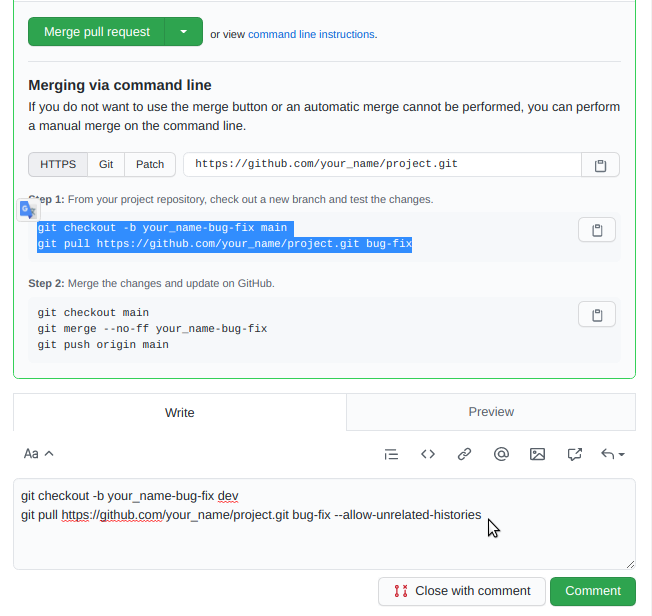 Merge pull request
or view command line instructions.
Merging via command line
If you do not want to use the merge button or an automatic merge cannot be performed, you can perform
a manual merge on the command line.
HTTPS Git Patch https://github.com/your_name/project.git
Step 1: From your project repository, check out a new branch and test the changes.
git checkout -b your_name-bug-fix main
git pull https://github.com/your_name/project.git bug-fix
Step 2: Merge the changes and update on GitHub.
git checkout main
git merge --no-ff your_name-bug-fix
git push origin main
Write Preview
Aa
git checkout -b your_name-bug-fix dev
git pull https://github.com/your_name/project.git bug-fix --allow-unrelated-histories
Close with comment Comment